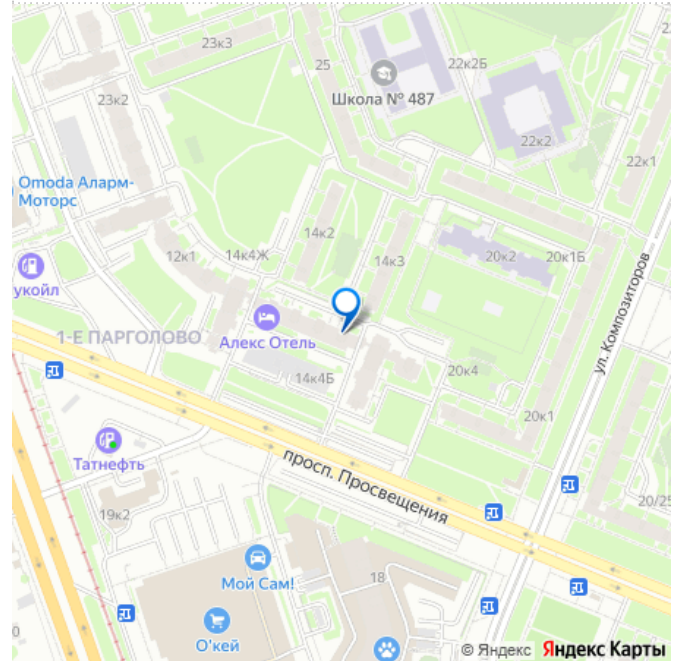 23к3
25
22к2Б
Школа № 487
23к2
22к2
22к1
Omoda Аларм-
Моторс
14к2
14к3
12к1
14к4Ж
20к2
20к1Б
укойл
ул. Композиторов
1-Е ПАРГОЛОВО
Алекс Отель
14к4Б
20к4
20к1
Татнефть
просп. Просвещения
19к2
20/25
18
Мой Сам!
О'кей
© Яндекс Яндекс Карты